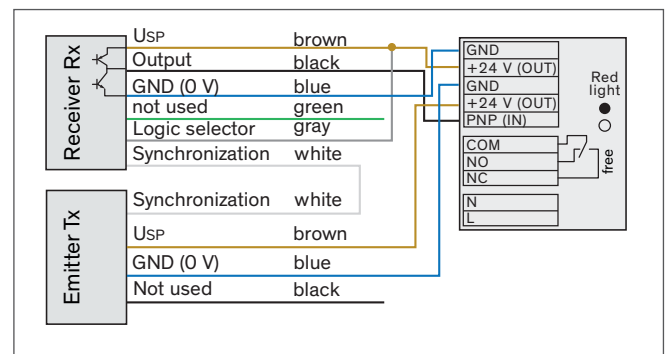 Receiver Rx
USP brown
Output black
GND (0 V) blue
not used green
Logic selector gray
Synchronization white
Emitter Tx
Synchronization white
USP brown
GND (0 V) blue
Not used black
GND
+24 V (OUT)
GND
+24 V (OUT)
PNP (IN)
COM
NO
NC
N
L
Red
light
free